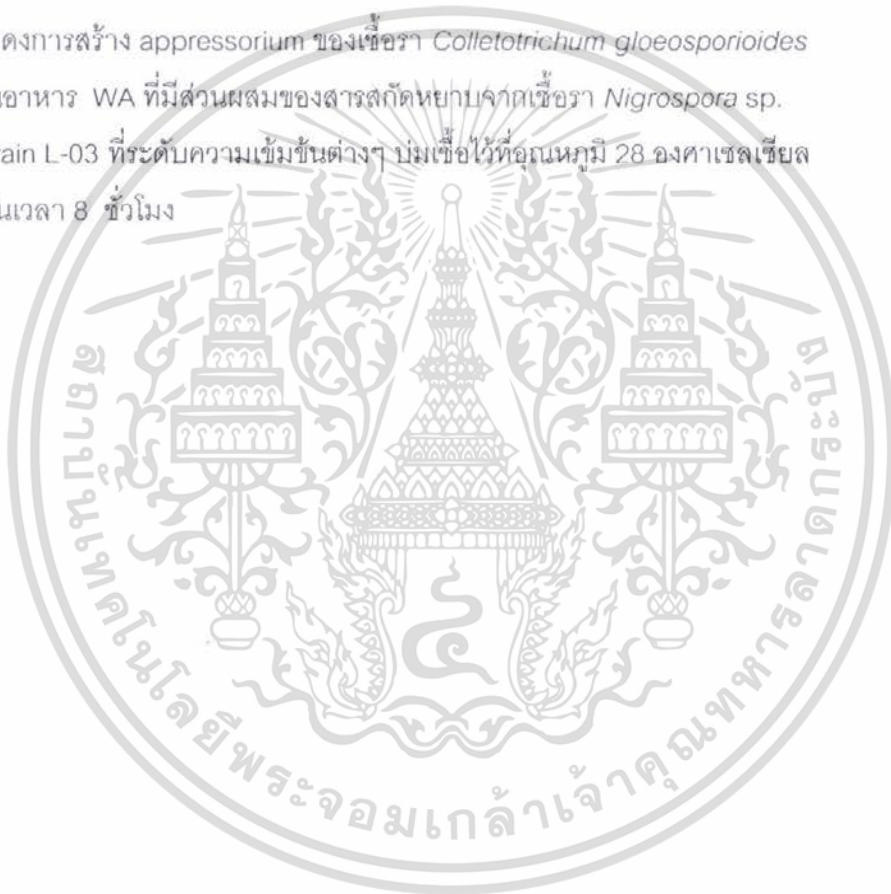 ดงการสร้าง appressorium ของเชื้อรา Colletotrichum gloeosporioides
อาหาร WA ที่มีส่วนผสมของสารสกัดหยาบจากเชื้อรา Nigrospora sp.
rain L-03 ที่ระดับความเข้มข้นต่างๆ บ่มเชื้อไว้ที่อุณหภูมิ 28 องศาเซลเซียล
นเวลา 8 ชั่วโมง
สถาบันเทคโนโลยีพระจอมเกล้าเจ้าคุณทหารลาดกระบัง